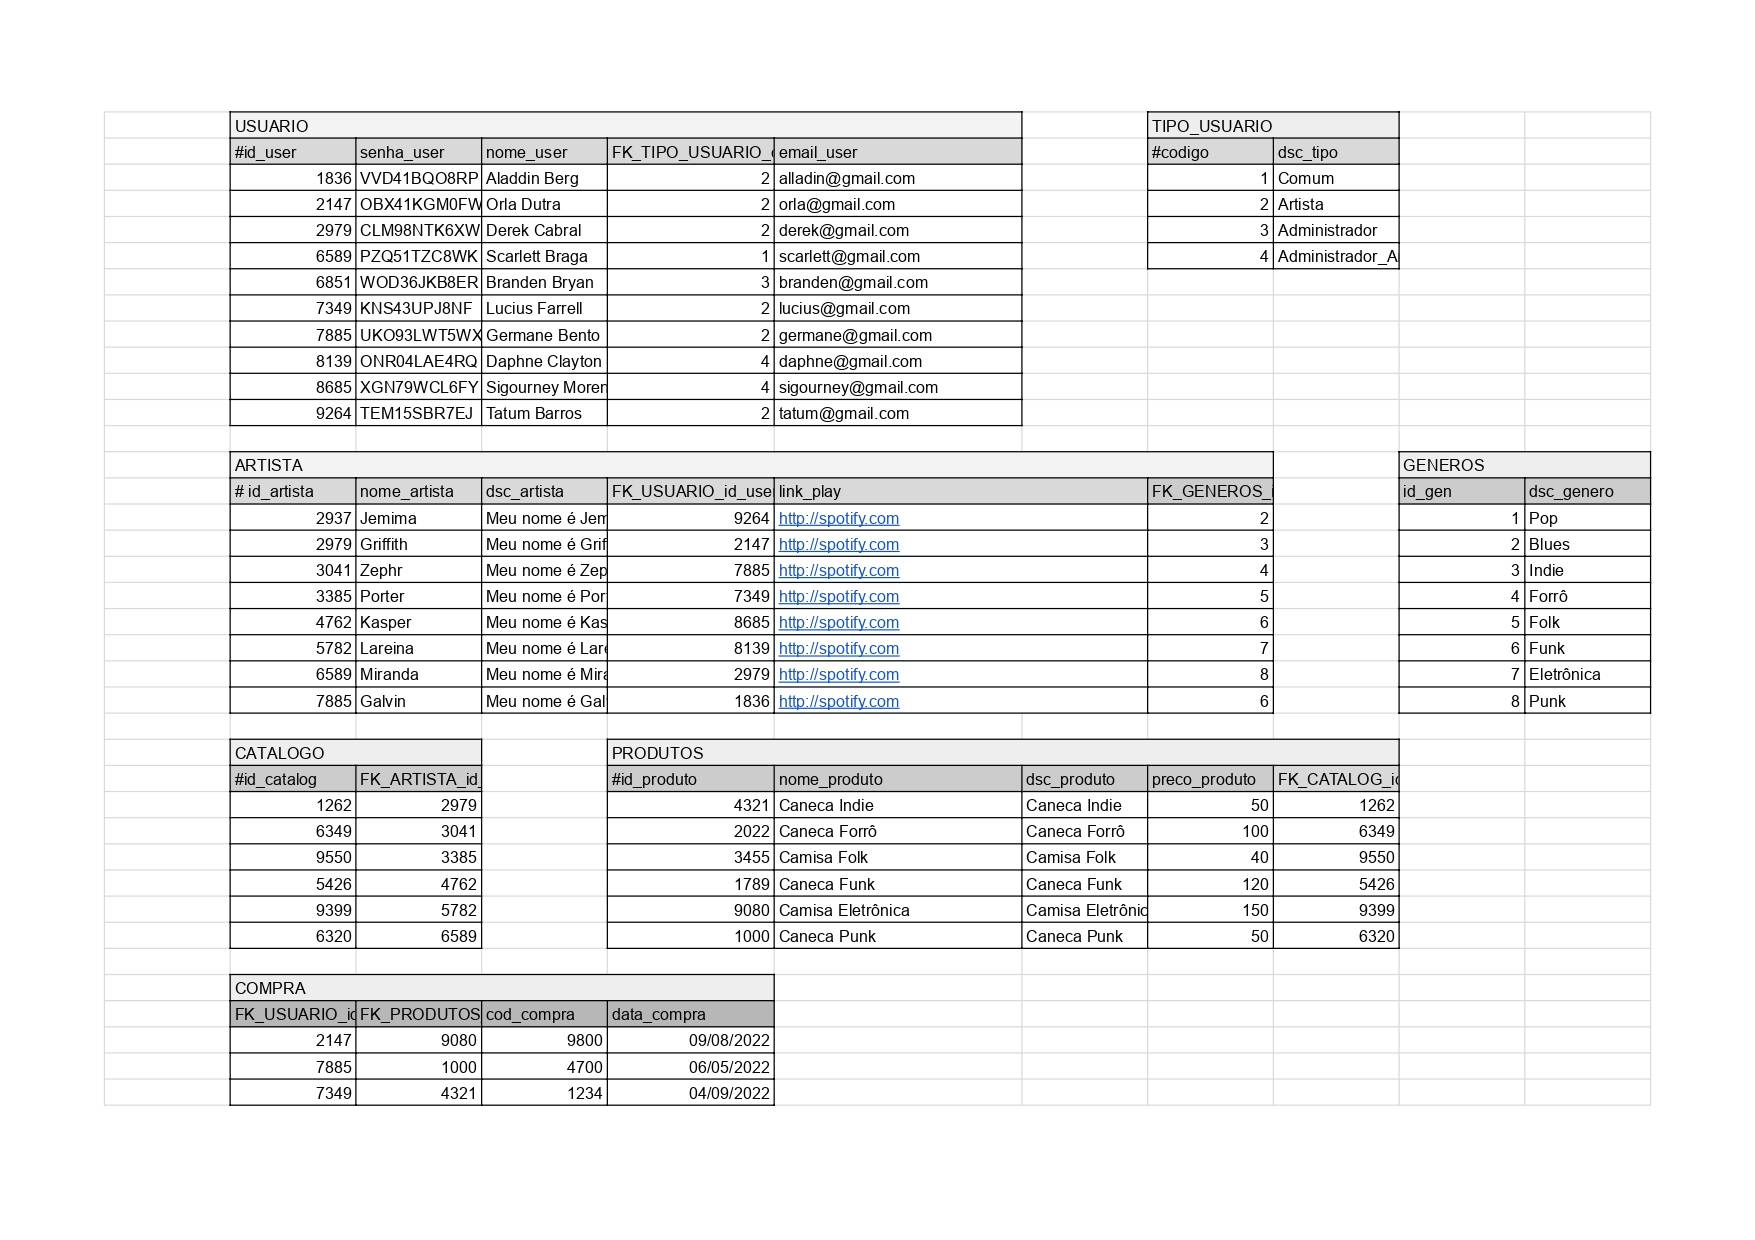 USUARIO TIPO_USUARIO
#id_user senha_user nome_user FK_TIPO_USUARIO_ email_user #codigo dsc_tipo
1836 VVD41BQO8RP Aladdin Berg 2 alladin@gmail.com 1 Comum
2147 OBX41KGM0FW Orla Dutra 2 orla@gmail.com 2 Artista
2979 CLM98NTK6XW Derek Cabral 2 derek@gmail.com 3 Administrador
6589 PZQ51TZC8WK Scarlett Braga 1 scarlett@gmail.com 4 Administrador_A
6851 WOD36JKB8ER Branden Bryan 3 branden@gmail.com
7349 KNS43UPJ8NF Lucius Farrell 2 lucius@gmail.com
7885 UKO93LWT5WX Germane Bento 2 germane@gmail.com
8139 ONR04LAE4RQ Daphne Clayton 4 daphne@gmail.com
8685 XGN79WCL6FY Sigourney Moren 4 sigourney@gmail.com
9264 TEM15SBR7EJ Tatum Barros 2 tatum@gmail.com
ARTISTA GENEROS
# id_artista nome_artista dsc_artista FK_USUARIO_id_use link_play FK_GENEROS_i id_gen dsc_genero
2937 Jemima Meu nome é Jem 9264 http://spotify.com 2 1 Pop
2979 Griffith Meu nome é Grif 2147 http://spotify.com 3 2 Blues
3041 Zephr Meu nome é Zep 7885 http://spotify.com 4 3 Indie
3385 Porter Meu nome é Por 7349 http://spotify.com 5 4 Forrô
4762 Kasper Meu nome é Kas 8685 http://spotify.com 6 5 Folk
5782 Lareina Meu nome é Lare 8139 http://spotify.com 7 6 Funk
6589 Miranda Meu nome é Mira 2979 http://spotify.com 8 7 Eletrônica
7885 Galvin Meu nome é Gal 1836 http://spotify.com 6 8 Punk
CATALOGO PRODUTOS
#id_catalog FK_ARTISTA_id_ #id_produto nome_produto dsc_produto preco_produto FK_CATALOG_id
1262 2979 4321 Caneca Indie Caneca Indie 50 1262
6349 3041 2022 Caneca Forrô Caneca Forrô 100 6349
9550 3385 3455 Camisa Folk Camisa Folk 40 9550
5426 4762 1789 Caneca Funk Caneca Funk 120 5426
9399 5782 9080 Camisa Eletrônica Camisa Eletrônic 150 9399
6320 6589 1000 Caneca Punk Caneca Punk 50 6320
COMPRA
FK_USUARIO_id FK_PRODUTOS cod_compra data_compra
2147 9080 9800 09/08/2022
7885 1000 4700 06/05/2022
7349 4321 1234 04/09/2022